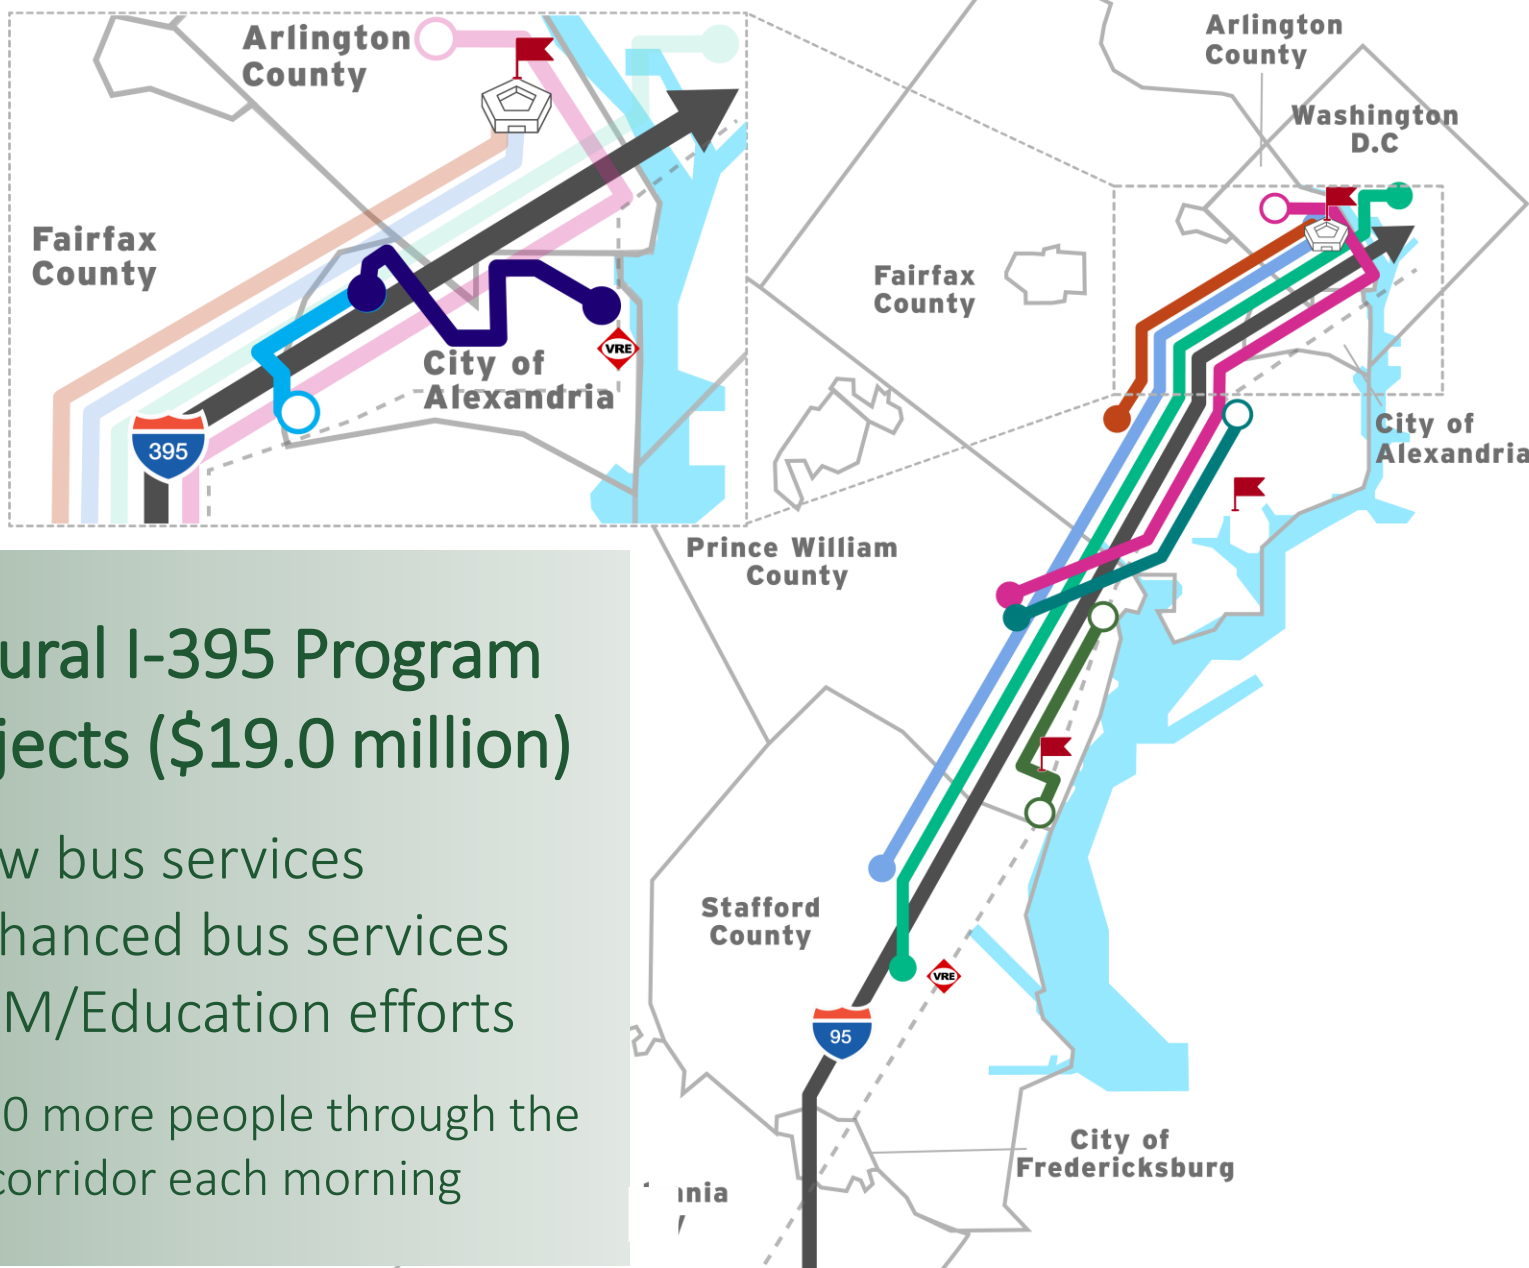 Arlington
County
Fairfax
County
City of
Alexandria
VRE
395
Arlington
County
Washington
D.C
Fairfax
County
City of
Alexandria
Prince William
County
Stafford
County
VRE
95
City of
Fredericksburg
ania
ural I-395 Program
jects ($19.0 million)
w bus services
hanced bus services
M/Education efforts
0 more people through the
corridor each morning